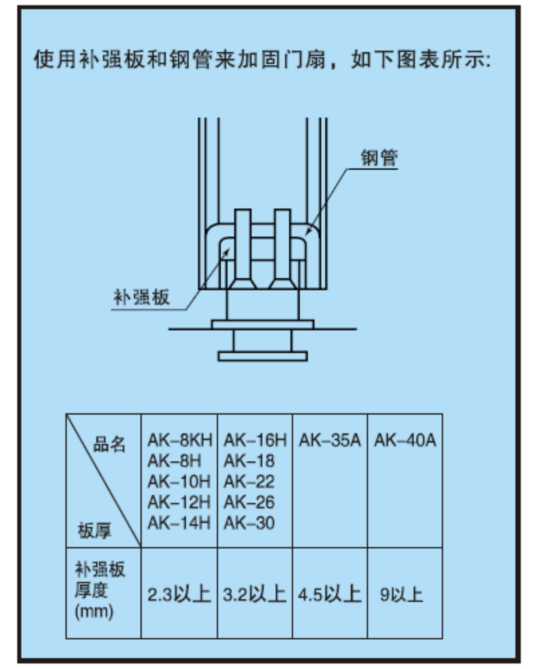 使用补强板和钢管来加固门扇，如下图表所示:
钢管
补强板
品名
板厚
AK-8KH
AK-8H
AK-10H
AK-12H
AK-14H
AK-16H
AK-18
AK-22
AK-26
AK-30
AK-35A
AK-40A
补强板
厚度
(mm)
2.3以上
3.2以上
4.5以上
9以上